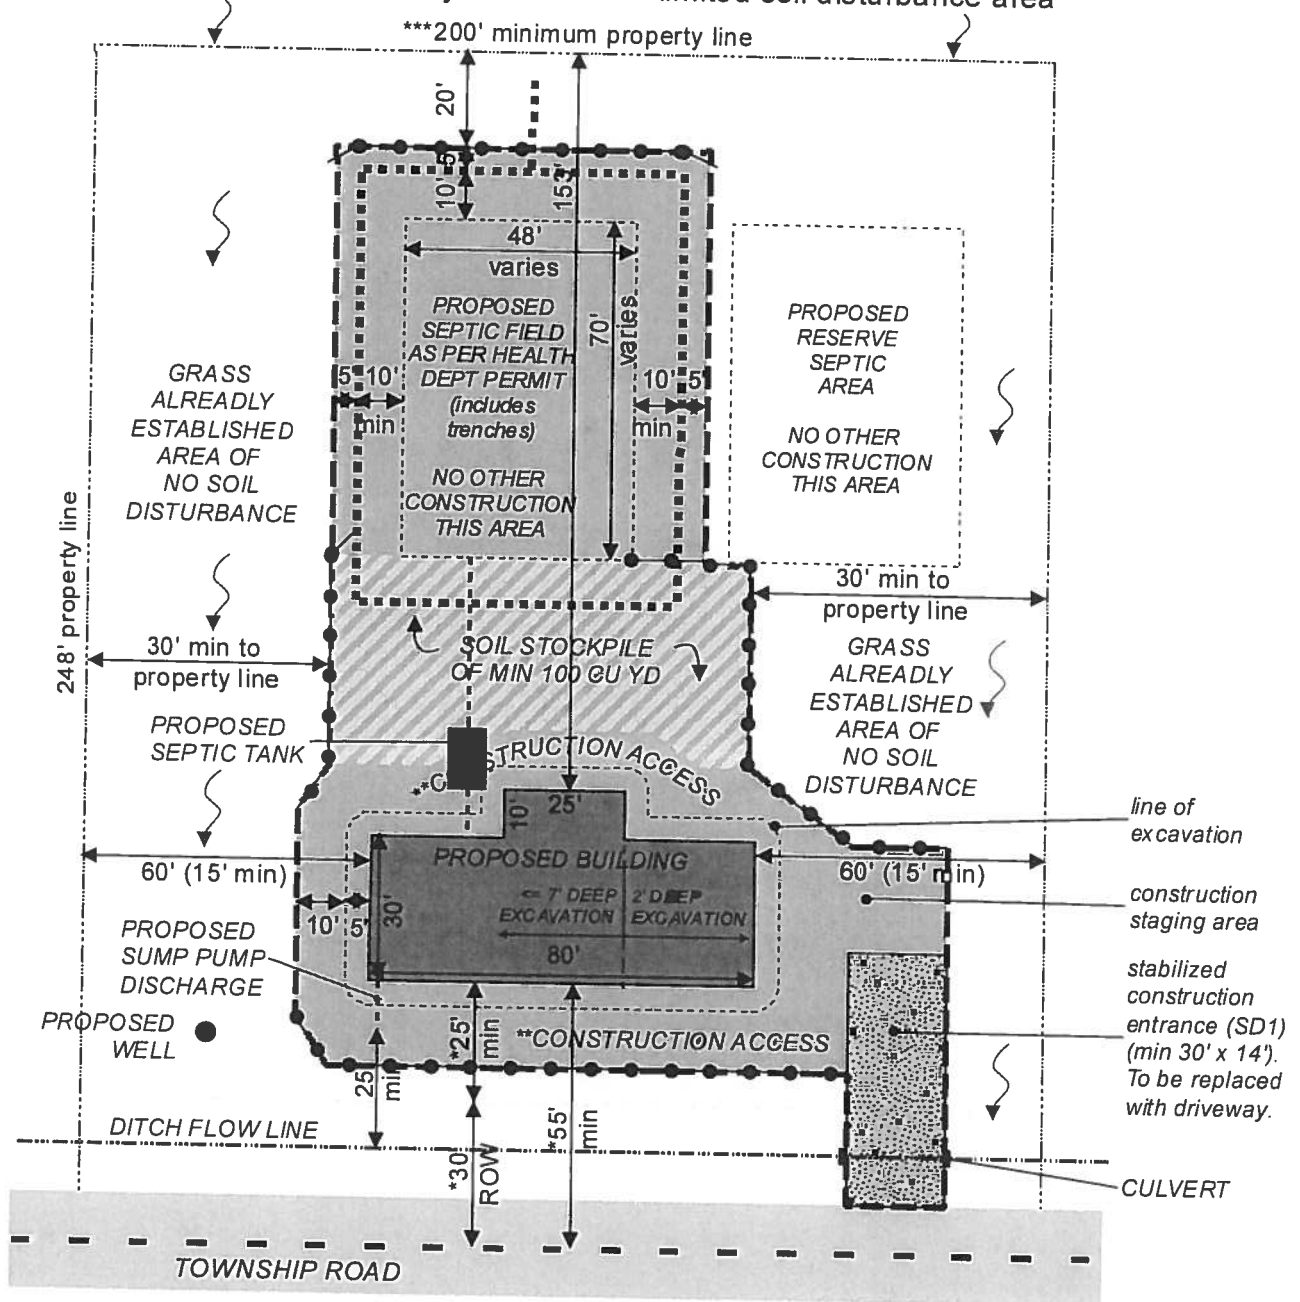 limited soil disturbance area
***200' minimum property line
20'
5'
10'
153'
48'
varies
70'
varies
PROPOSED
SEPTIC FIELD
AS PER HEALTH
DEPT PERMIT
(includes
trenches)
NO OTHER
CONSTRUCTION
THIS AREA
5'
10'
min
10'
5'
min
PROPOSED
RESERVE
SEPTIC
AREA
NO OTHER
CONSTRUCTION
THIS AREA
GRASS
ALREADLY
ESTABLISHED
AREA OF
NO SOIL
DISTURBANCE
248' property line
30' min to
property line
30' min to
property line
SOIL STOCKPILE
OF MIN 100 CU YD
GRASS
ALREADLY
ESTABLISHED
AREA OF
NO SOIL
DISTURBANCE
PROPOSED
SEPTIC TANK
**CONSTRUCTION ACCESS
line of
excavation
10'
25'
PROPOSED BUILDING
<= 7' DEEP
EXCAVATION
2' DEEP
EXCAVATION
80'
30'
60' (15' min)
60' (15' min)
10'
5'
construction
staging area
PROPOSED
SUMP PUMP
DISCHARGE
PROPOSED
WELL
stabilized
construction
entrance (SD1)
(min 30' x 14').
To be replaced
with driveway.
*25'
min
**CONSTRUCTION ACCESS
25'
min
DITCH FLOW LINE
*30'
ROW
*55'
min
CULVERT
TOWNSHIP ROAD